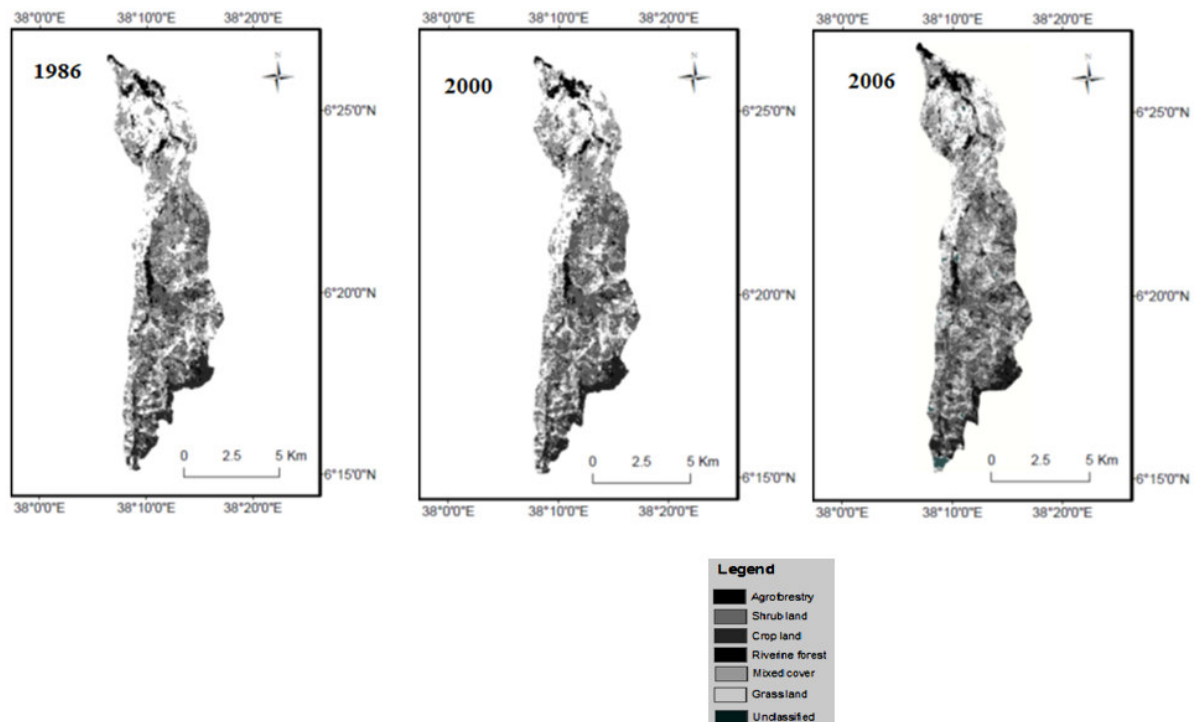 38°0'0"E 38°10'0"E 38°20'0"E
1986
N
6°25'0"N
6°20'0"N
0 2.5 5 Km
6°15'0"N
38°0'0"E 38°10'0"E 38°20'0"E
38°0'0"E 38°10'0"E 38°20'0"E
2000
N
6°25'0"N
6°20'0"N
0 2.5 5 Km
6°15'0"N
38°0'0"E 38°10'0"E 38°20'0"E
38°0'0"E 38°10'0"E 38°20'0"E
2006
N
6°25'0"N
6°20'0"N
0 2.5 5 Km
6°15'0"N
38°0'0"E 38°10'0"E 38°20'0"E
Legend
Agroforestry
Shrub land
Crop land
Riverine forest
Mixed cover
Grass land
Unclassified